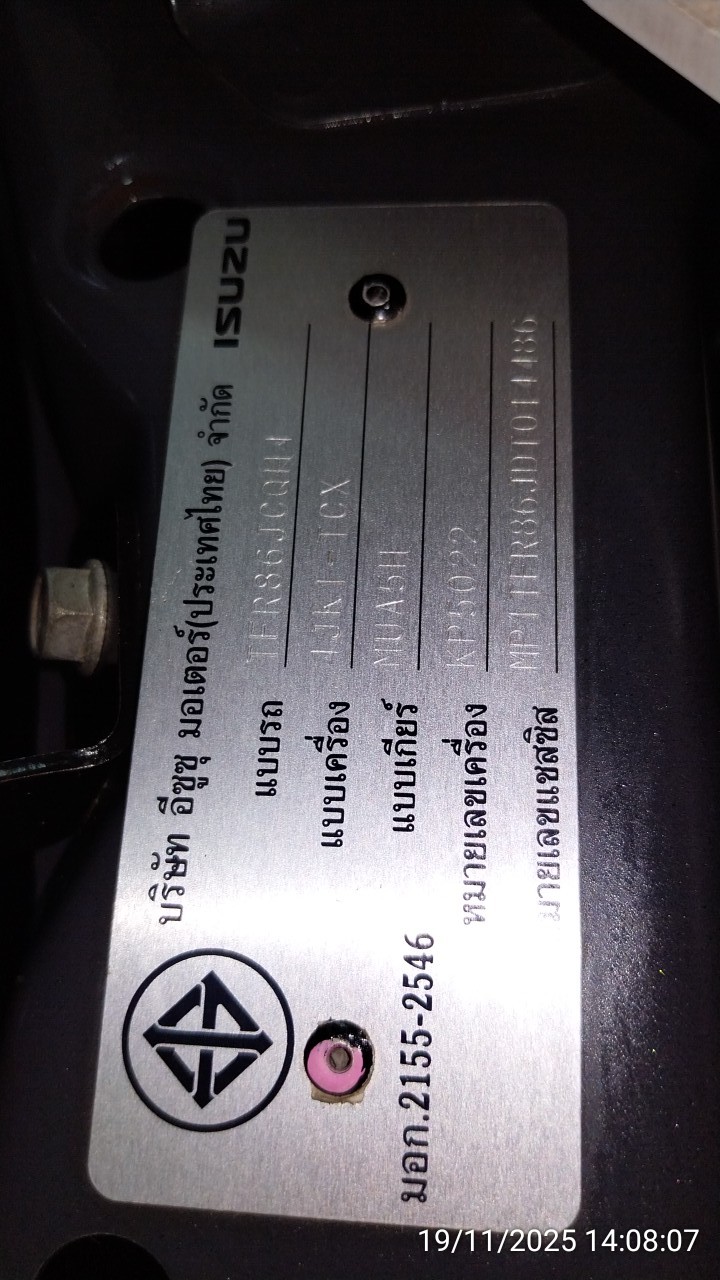 บริษัท อีซูซุ มอเตอร์(ประเทศไทย) จำกัด ISUZU
แบบรถ TFR86JCQHH
แบบเครื่อง 4JK1-TCX
แบบเกียร์ MUA5H
หมายเลขเครื่อง KP5022
มายเลขแชสซิส
มอก.2155-2546
19/11/2025 14:08:07